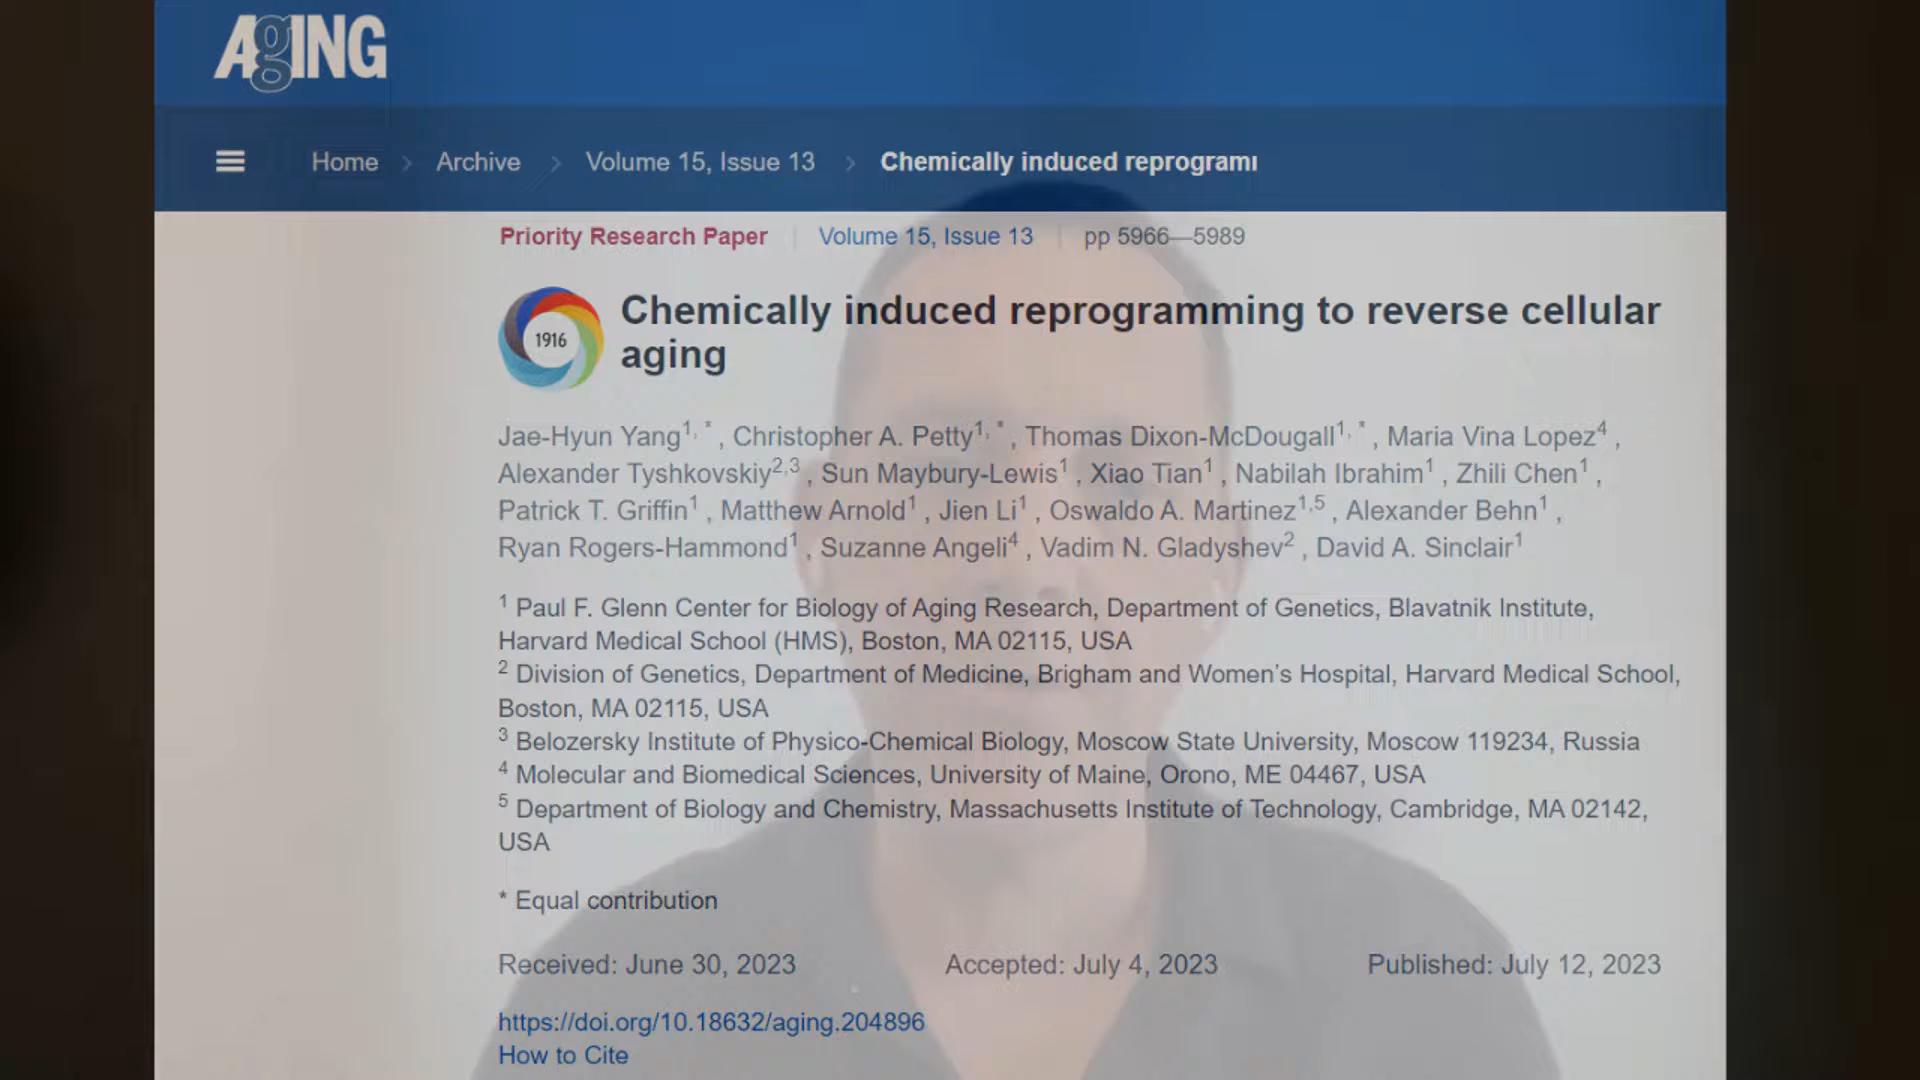 AgING
Home > Archive > Volume 15, Issue 13 > Chemically induced reprogrami
Priority Research Paper | Volume 15, Issue 13 | pp 5966—5989
1916
Chemically induced reprogramming to reverse cellular
aging
Jae-Hyun Yang1, * , Christopher A. Petty1, * , Thomas Dixon-McDougall1, * , Maria Vina Lopez4 ,
Alexander Tyshkovskiy2,3 , Sun Maybury-Lewis1 , Xiao Tian1 , Nabilah Ibrahim1 , Zhili Chen1 ,
Patrick T. Griffin1 , Matthew Arnold1 , Jien Li1 , Oswaldo A. Martinez1,5 , Alexander Behn1 ,
Ryan Rogers-Hammond1 , Suzanne Angeli4 , Vadim N. Gladyshev2 , David A. Sinclair1
1 Paul F. Glenn Center for Biology of Aging Research, Department of Genetics, Blavatnik Institute,
Harvard Medical School (HMS), Boston, MA 02115, USA
2 Division of Genetics, Department of Medicine, Brigham and Women's Hospital, Harvard Medical School,
Boston, MA 02115, USA
3 Belozersky Institute of Physico-Chemical Biology, Moscow State University, Moscow 119234, Russia
4 Molecular and Biomedical Sciences, University of Maine, Orono, ME 04467, USA
5 Department of Biology and Chemistry, Massachusetts Institute of Technology, Cambridge, MA 02142,
USA
* Equal contribution
Received: June 30, 2023 Accepted: July 4, 2023 Published: July 12, 2023
https://doi.org/10.18632/aging.204896
How to Cite